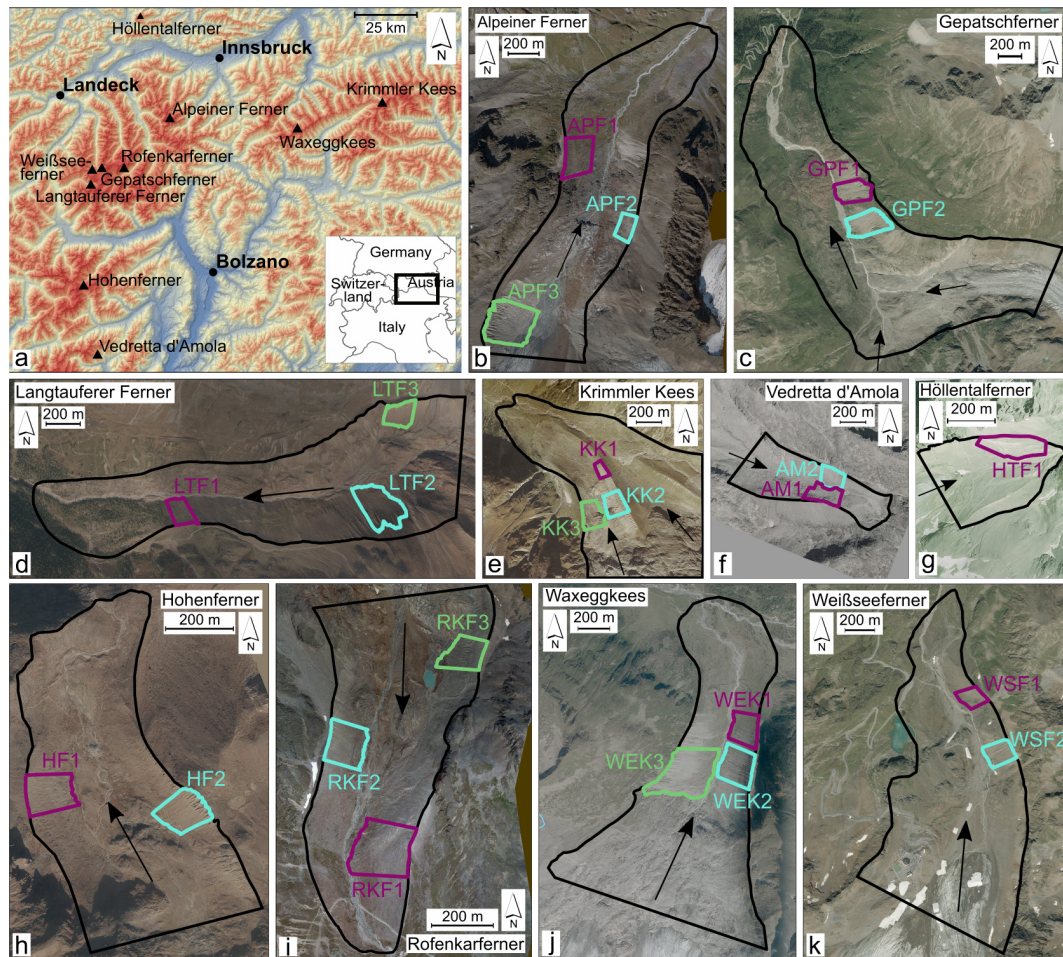 Höllentalferner
25 km
N
Innsbruck
Landeck
Krimmler Kees
Alpeiner Ferner
Waxeggkees
Weißsee-
ferner
Rofenkarferner
Gepatschferner
Langtauferer Ferner
Bolzano
Hohenferner
Vedretta d'Amola
Germany
Switzer-
land
Austria
Italy
a
Alpeiner Ferner
200 m
N
APF1
APF2
APF3
b
Gepatschferner
200 m
N
GPF1
GPF2
c
Langtauferer Ferner
200 m
N
LTF3
LTF1
LTF2
d
Krimmler Kees
200 m
N
KK1
KK2
KK3
e
Vedretta d'Amola
200 m
N
AM2
AM1
f
Höllentalferner
200 m
N
HTF1
g
Hohenferner
200 m
N
HF1
HF2
h
RKF3
RKF2
RKF1
200 m
N
Rofenkarferner
i
Waxeggkees
200 m
N
WEK1
WEK3
WEK2
j
Weißseeferner
200 m
N
WSF1
WSF2
k